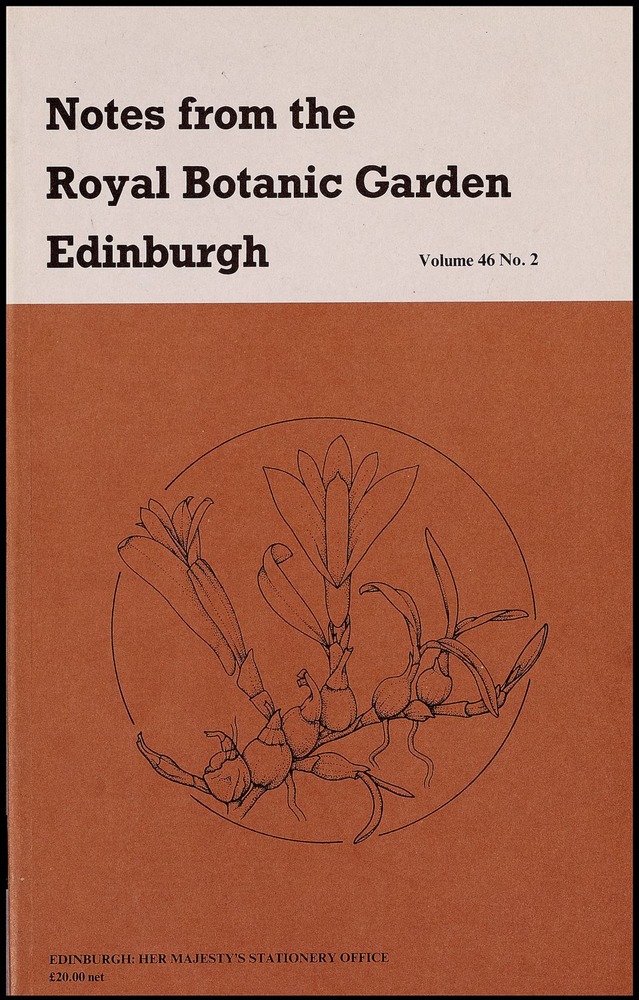 Notes from the
Royal Botanic Garden
Edinburgh
Volume 46 No. 2
EDINBURGH: HER MAJESTY'S STATIONERY OFFICE
£20.00 net